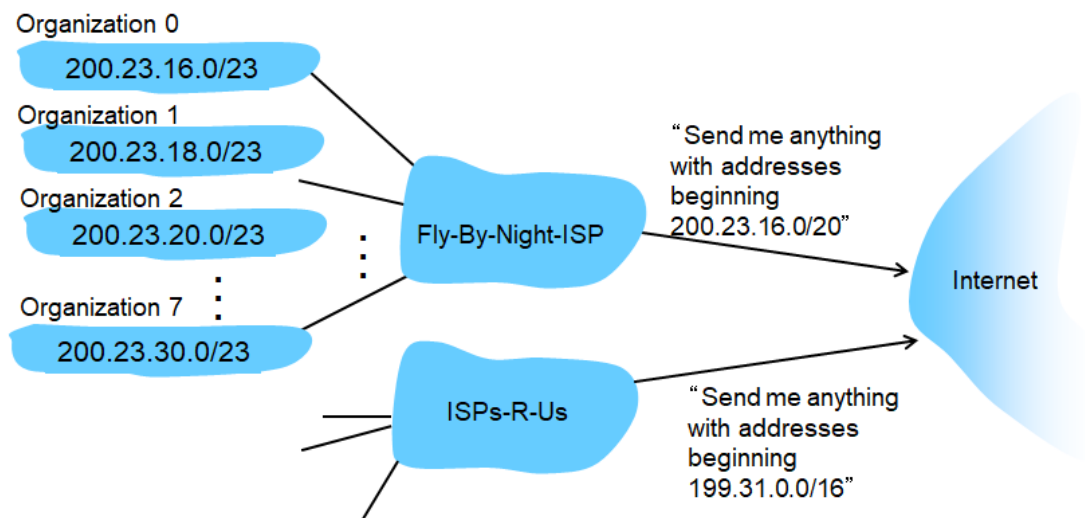 Organization 0
200.23.16.0/23
Organization 1
200.23.18.0/23
Organization 2
200.23.20.0/23
Organization 7
200.23.30.0/23
Fly-By-Night-ISP
“Send me anything
with addresses
beginning
200.23.16.0/20”
Internet
ISPs-R-Us
“Send me anything
with addresses
beginning
199.31.0.0/16”